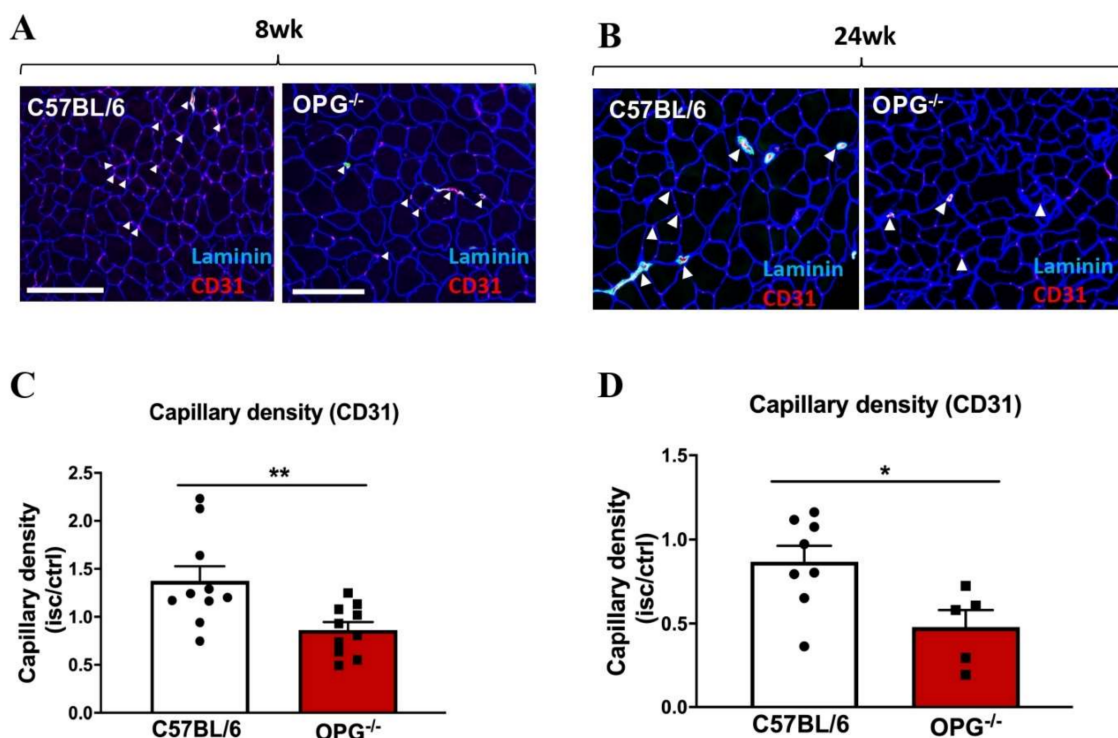 A
8wk
C57BL/6
OPG-/-
Laminin
CD31
Laminin
CD31
B
24wk
C57BL/6
OPG-/-
Laminin
CD31
Laminin
CD31
C
Capillary density (CD31)
Capillary density
(isc/ctrl)
2.5
2.0
1.5
1.0
0.5
0.0
**
C57BL/6
OPG-/-
D
Capillary density (CD31)
Capillary density
(isc/ctrl)
1.5
1.0
0.5
0.0
*
C57BL/6
OPG-/-